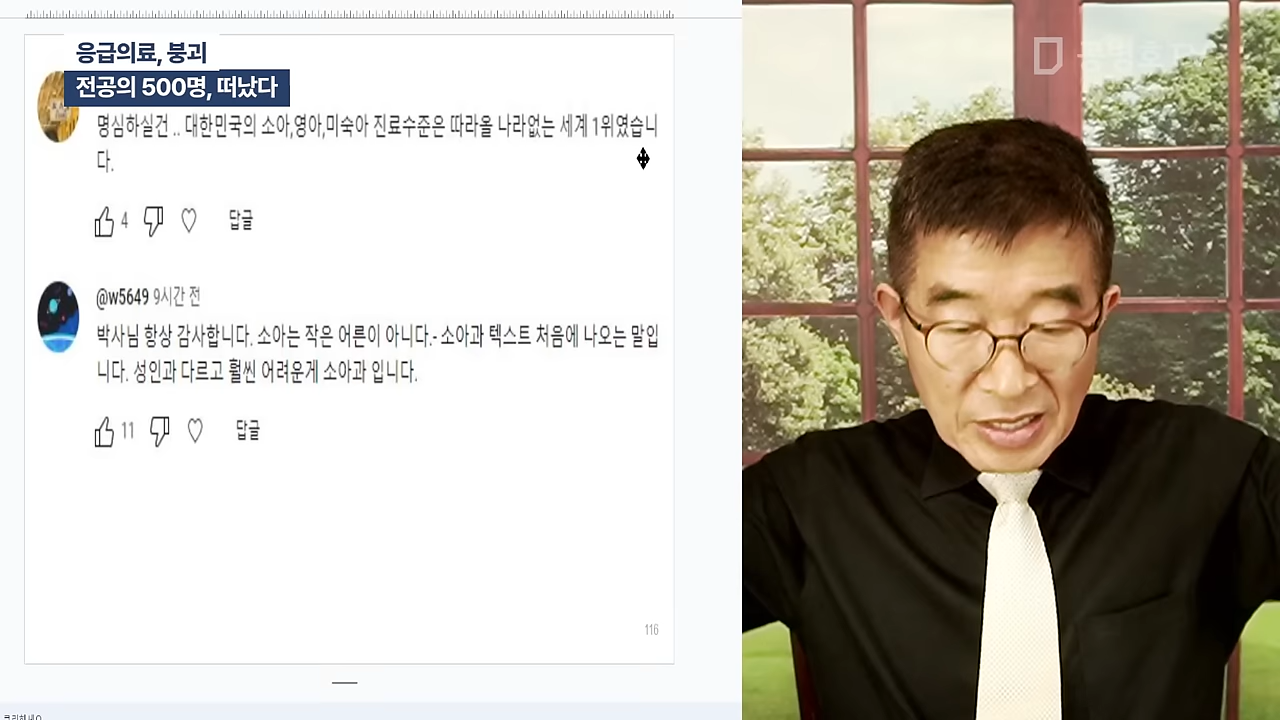 응급의료, 붕괴
전공의 500명, 떠났다
명심하실건 .. 대한민국의 소아,영아,미숙아 진료수준은 따라올 나라없는 세계 1위였습니
다.
4 답글
@w5649 9시간 전
박사님 항상 감사합니다. 소아는 작은 어른이 아니다.- 소아과 텍스트 처음에 나오는 말입
니다. 성인과 다르고 훨씬 어려운게 소아과 입니다.
11 답글
116